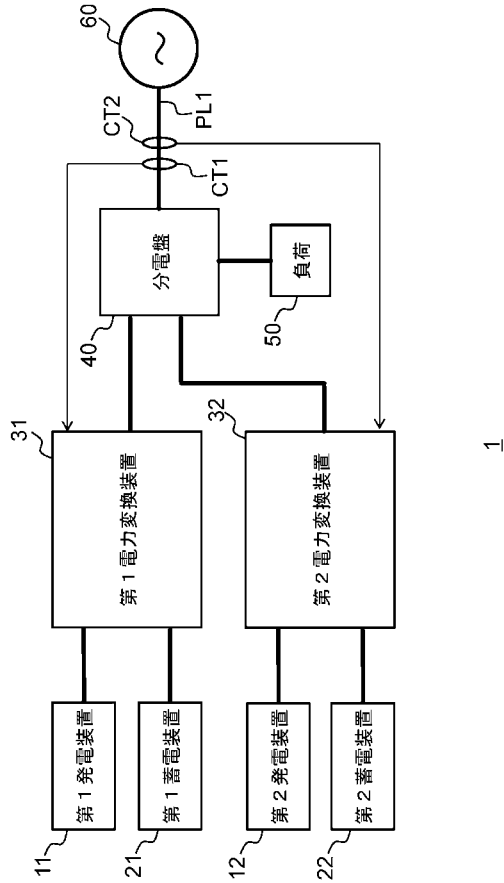 60
CT2
PL1
CT1
分電盤
40
負荷
50
31
第１電力変換装置
32
第２電力変換装置
第１発電装置
11
第１蓄電装置
21
第２発電装置
12
第２蓄電装置
22
1